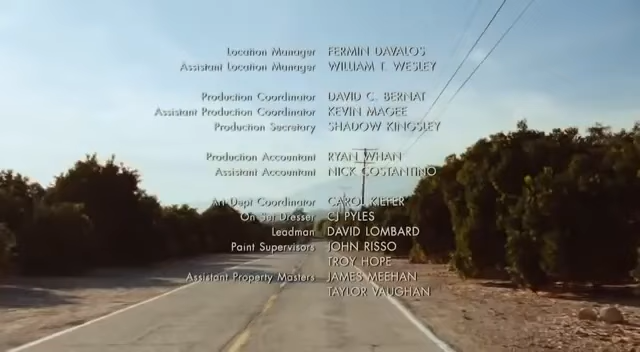 Location Manager FERMIN DAVALOS
Assistant Location Manager WILLIAM T. WESLEY
Production Coordinator DAVID C. BERNAT
Assistant Production Coordinator KEVIN MAGEE
Production Secretary SHADOW KINGSLEY
Production Accountant RYAN WHAN
Assistant Accountant NICK COSTANTINO
Art Dept Coordinator CAROL KIEFER
On Set Dresser CJ PYLES
Leadman DAVID LOMBARD
Paint Supervisors JOHN RISSO
TROY HOPE
Assistant Property Masters JAMES MEEHAN
TAYLOR VAUGHAN